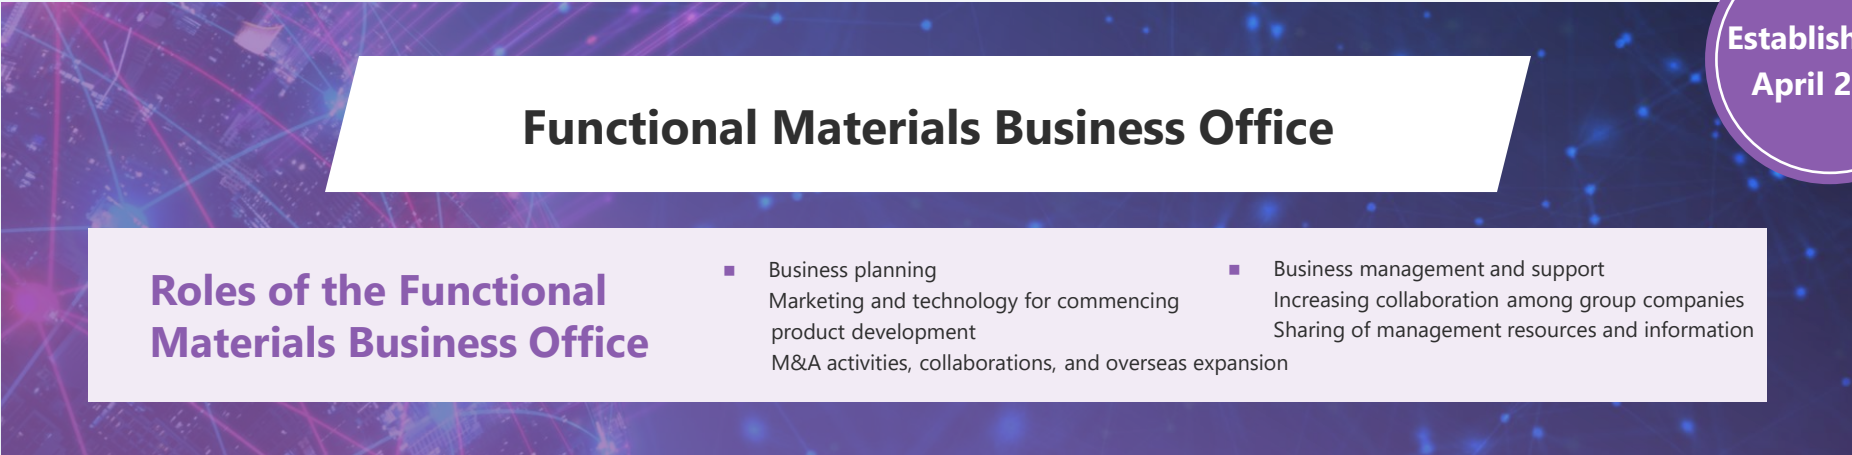 Functional Materials Business Office
April
Roles of the Functional
Materials Business Office
■ Business planning
Marketing and technology for commencing
product development
M&A activities, collaborations, and overseas expansion
■ Business management and support
Increasing collaboration among group companies
Sharing of management resources and information